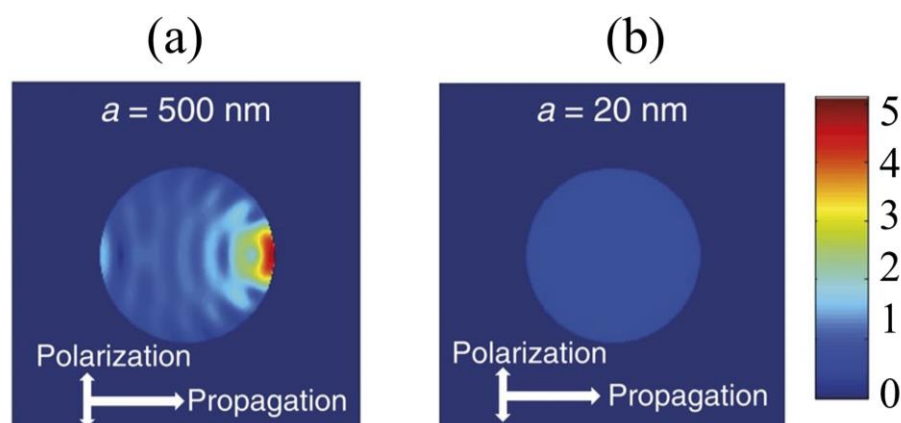 (a)
(b)
a = 500 nm
a = 20 nm
5
4
3
2
1
0
Polarization
Propagation
Polarization
Propagation